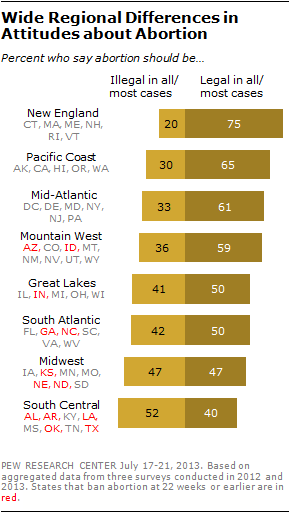 Wide Regional Differences in
Attitudes about Abortion
Percent who say abortion should be...
Illegal in all/ Legal in all/
most cases most cases
New England
CT, MA, ME, NH,
RI, VT
20 75
Pacific Coast
AK, CA, HI, OR, WA
30 65
Mid-Atlantic
DC, DE, MD, NY,
NJ, PA
33 61
Mountain West
AZ, CO, ID, MT,
NM, NV, UT, WY
36 59
Great Lakes
IL, IN, MI, OH, WI
41 50
South Atlantic
FL, GA, NC, SC,
VA, WV
42 50
Midwest
IA, KS, MN, MO,
NE, ND, SD
47 47
South Central
AL, AR, KY, LA,
MS, OK, TN, TX
52 40
PEW RESEARCH CENTER July 17-21, 2013. Based on
aggregated data from three surveys conducted in 2012 and
2013. States that ban abortion at 22 weeks or earlier are in
red.